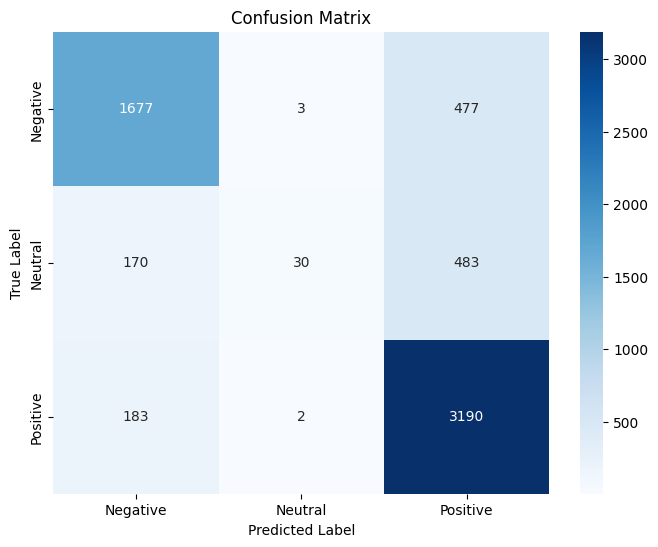 Confusion Matrix
Negative
1677 3 477
Neutral
170 30 483
Positive
183 2 3190
True Label
Negative Neutral Positive
Predicted Label
3000
2500
2000
1500
1000
500